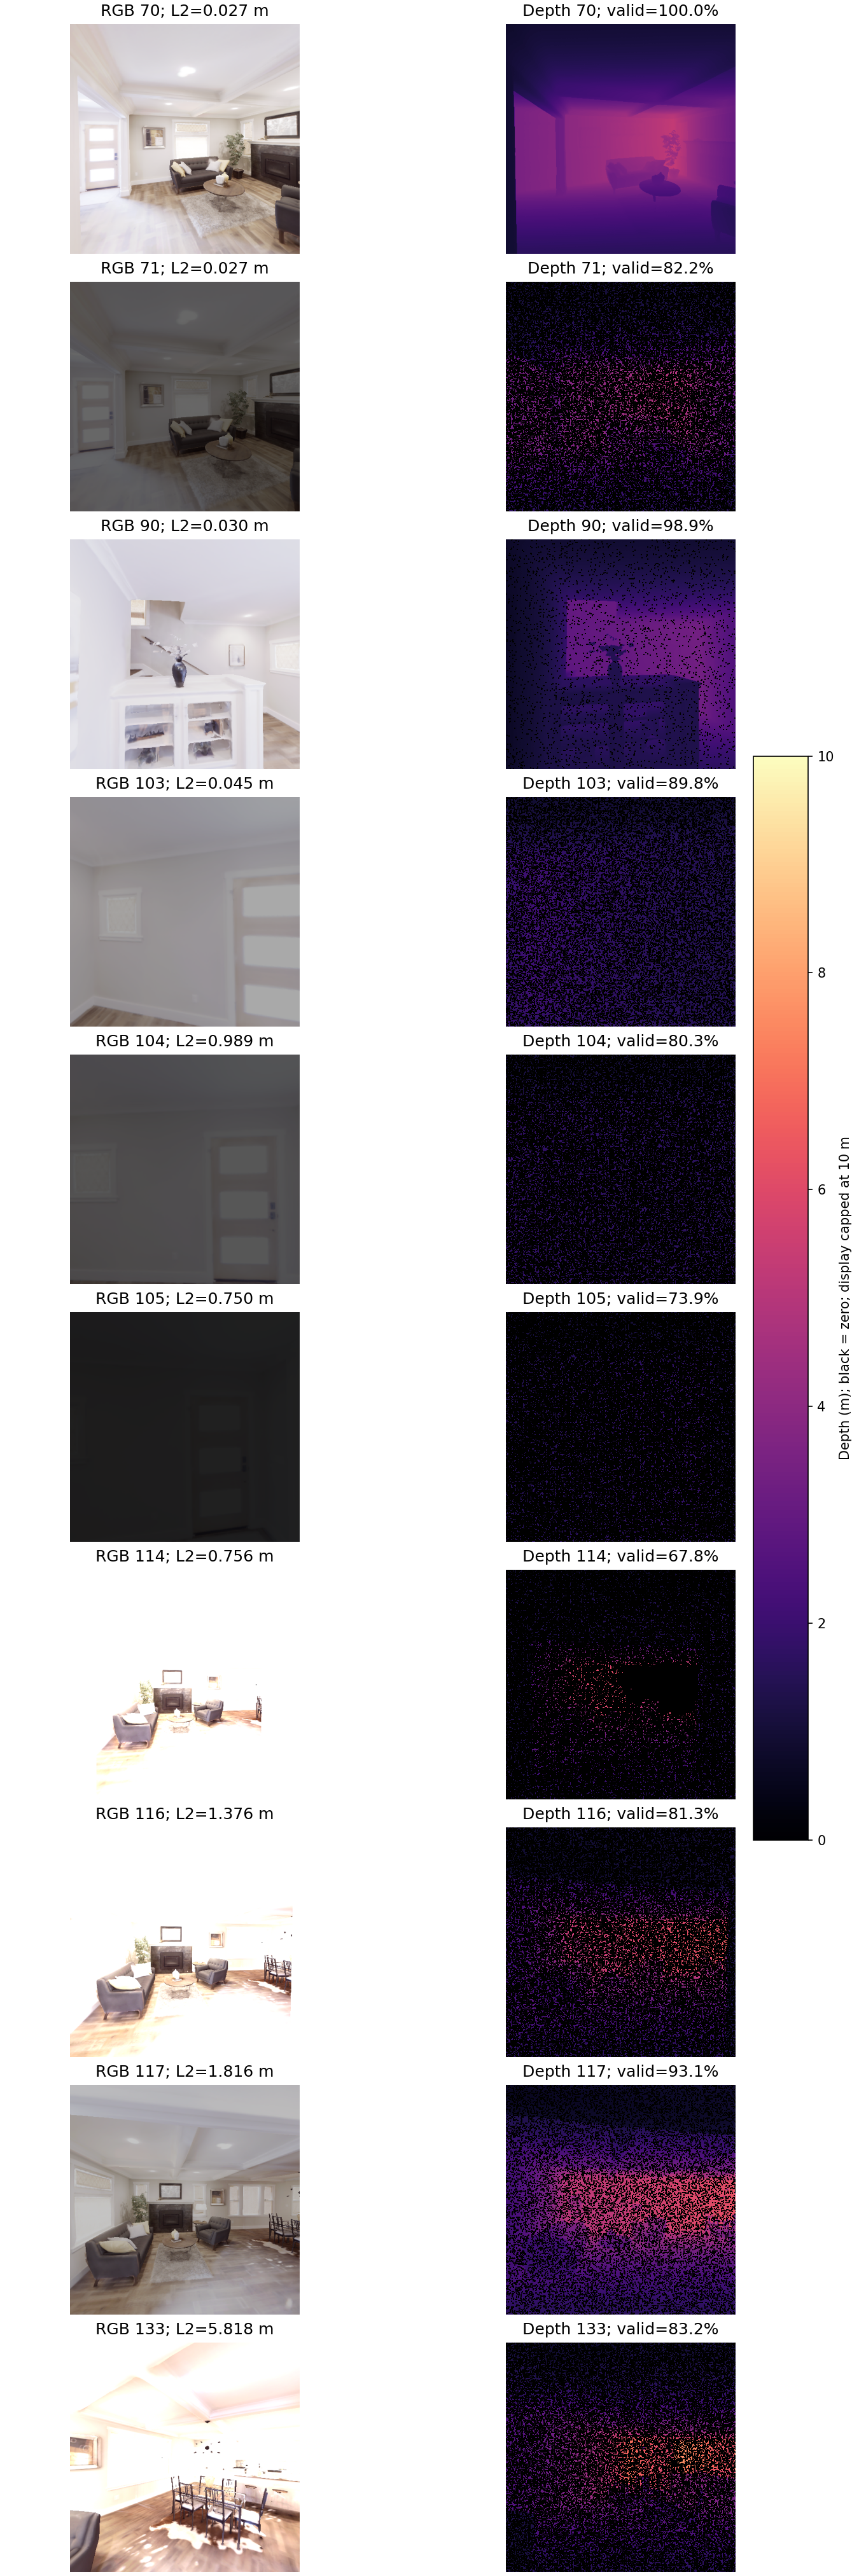 RGB 70; L2=0.027 m
Depth 70; valid=100.0%
RGB 71; L2=0.027 m
Depth 71; valid=82.2%
RGB 90; L2=0.030 m
Depth 90; valid=98.9%
RGB 103; L2=0.045 m
Depth 103; valid=89.8%
RGB 104; L2=0.989 m
Depth 104; valid=80.3%
RGB 105; L2=0.750 m
Depth 105; valid=73.9%
RGB 114; L2=0.756 m
Depth 114; valid=67.8%
RGB 116; L2=1.376 m
Depth 116; valid=81.3%
RGB 117; L2=1.816 m
Depth 117; valid=93.1%
RGB 133; L2=5.818 m
Depth 133; valid=83.2%
10
8
6
4
2
0
Depth (m); black = zero; display capped at 10 m